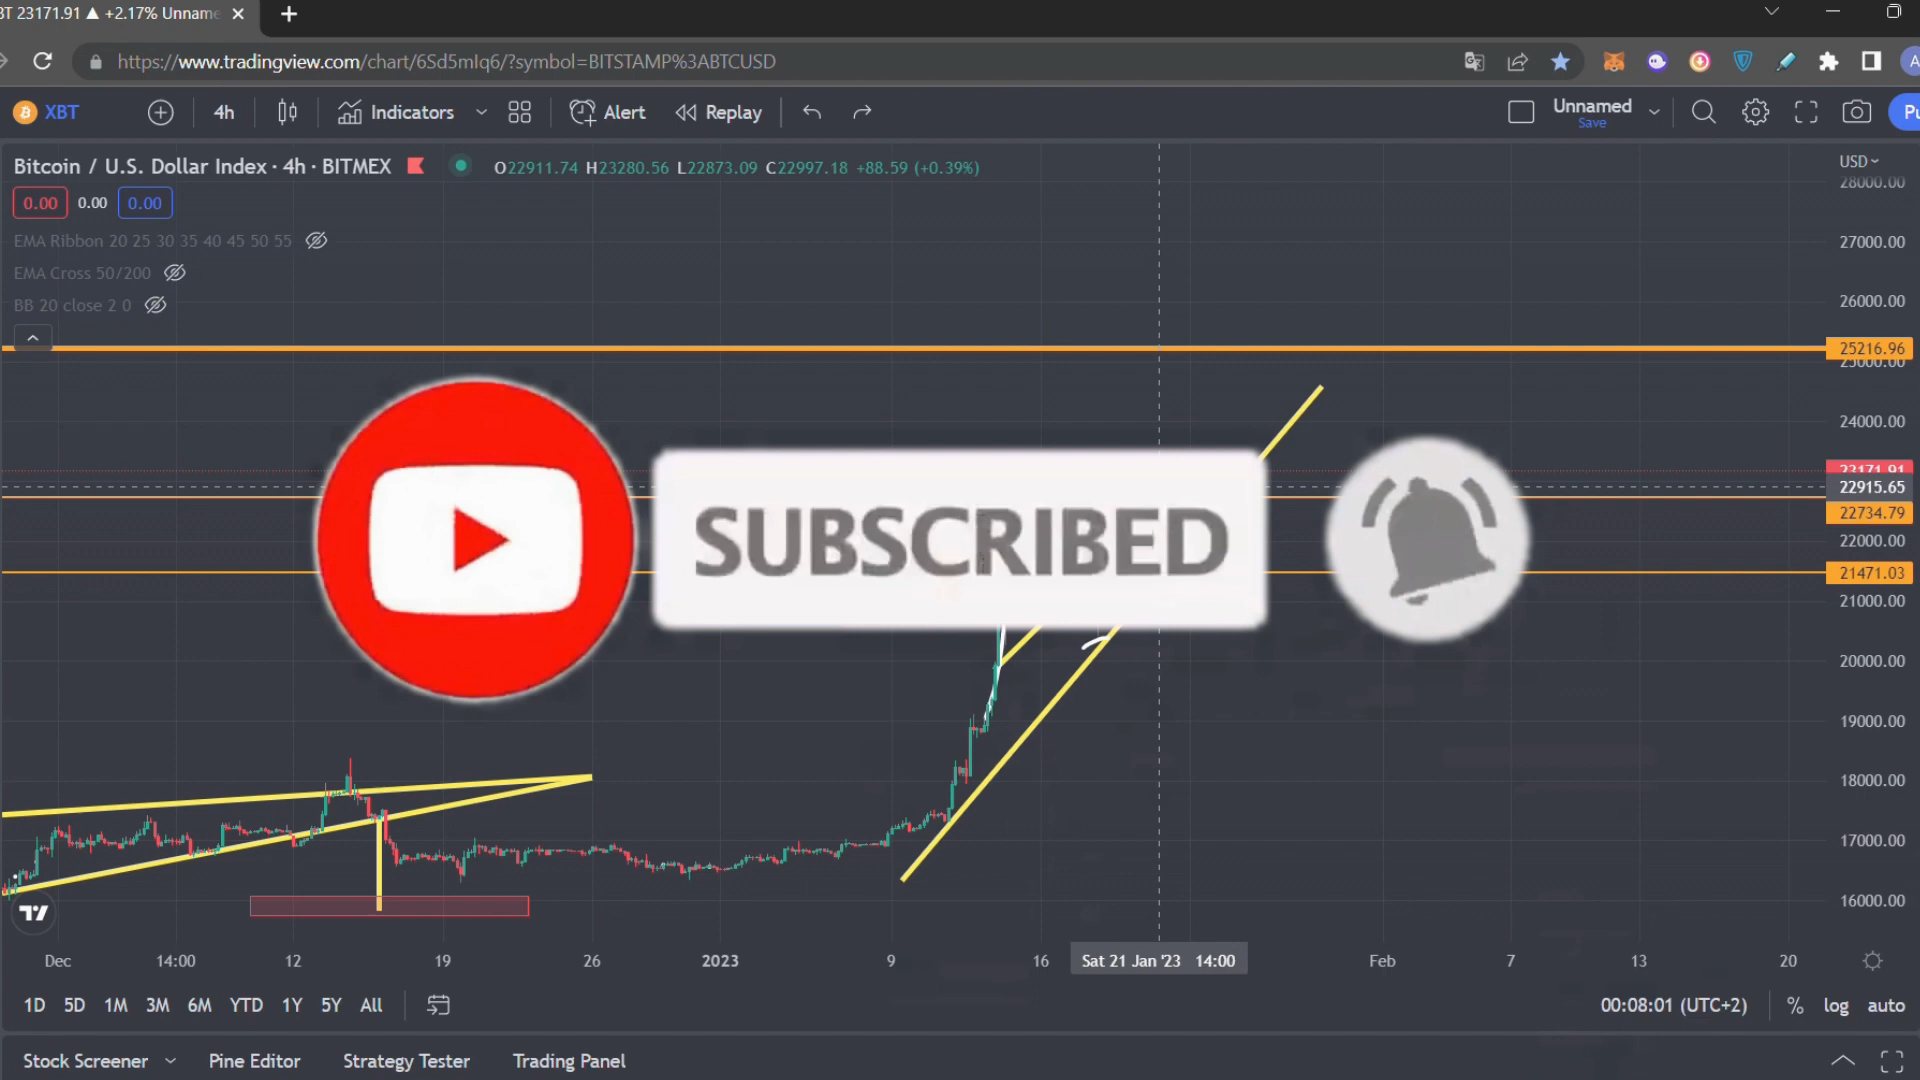 BT 23171.91 ▲ +2.17% Unname
https://www.tradingview.com/chart/6Sd5mIq6/?symbol=BITSTAMP%3ABTCUSD
XBT 4h Indicators Alert Replay Unnamed Save Pu
Bitcoin / U.S. Dollar Index · 4h · BITMEX O22911.74 H23280.56 L22873.09 C22997.18 +88.59 (+0.39%)
USD
0.00 0.00 0.00
EMA Ribbon 20 25 30 35 40 45 50 55
EMA Cross 50/200
BB 20 close 2 0
28000.00
27000.00
26000.00
25216.96
25000.00
24000.00
23171.91
22915.65
22734.79
22000.00
21471.03
21000.00
20000.00
19000.00
18000.00
17000.00
16000.00
SUBSCRIBED
Dec 14:00 12 19 26 2023 9 16 Sat 21 Jan '23 14:00 Feb 7 13 20
1D 5D 1M 3M 6M YTD 1Y 5Y All 00:08:01 (UTC+2) % log auto
Stock Screener Pine Editor Strategy Tester Trading Panel